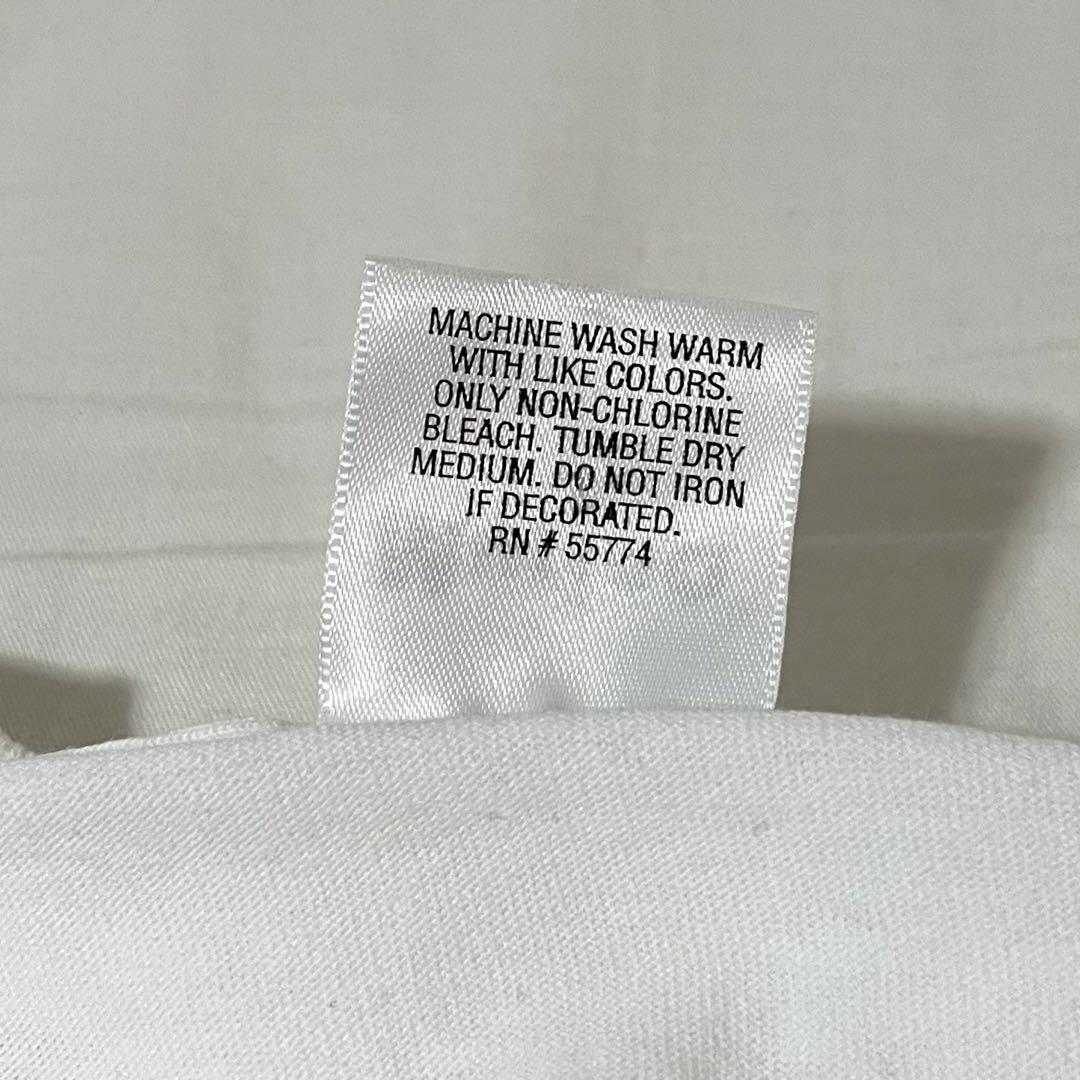 MACHINE WASH WARM
WITH LIKE COLORS.
ONLY NON-CHLORINE
BLEACH. TUMBLE DRY
MEDIUM. DO NOT IRON
IF DECORATED.
RN # 55774